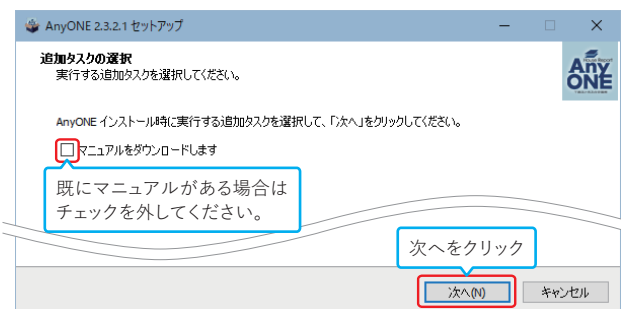 AnyONE 2.3.2.1 セットアップ
追加タスクの選択
実行する追加タスクを選択してください。
Any
ONE
AnyONE インストール時に実行する追加タスクを選択して、「次へ」をクリックしてください。
マニュアルをダウンロードします
既にマニュアルがある場合は
チェックを外してください。
次へをクリック
次へ(N)
キャンセル